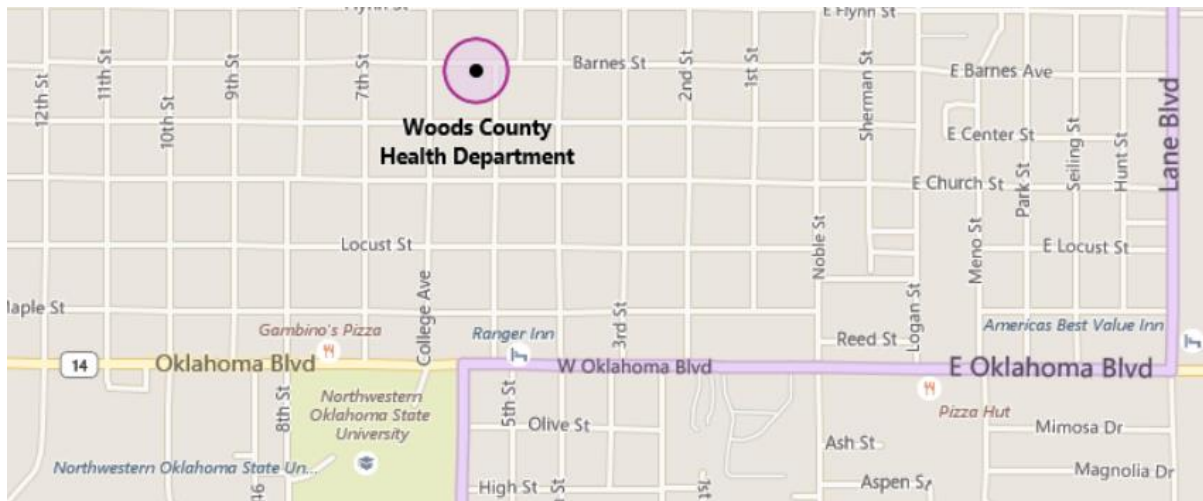 Flynn St
E Flynn St
12th St
11th St
10th St
9th St
7th St
Barnes St
2nd St
1st St
Sherman St
E Barnes Ave
Lane Blvd
Woods County
Health Department
E Center St
Park St
Seiling St
Hunt St
E Church St
Locust St
Noble St
Meno St
E Locust St
College Ave
3rd St
Logan St
Gambino's Pizza
Ranger Inn
Reed St
Americas Best Value Inn
14
Oklahoma Blvd
W Oklahoma Blvd
E Oklahoma Blvd
Northwestern
Oklahoma State
University
8th St
5th St
Olive St
Pizza Hut
Mimosa Dr
Ash St
Northwestern Oklahoma State Un...
Magnolia Dr
High St
St
Aspen
46
1st